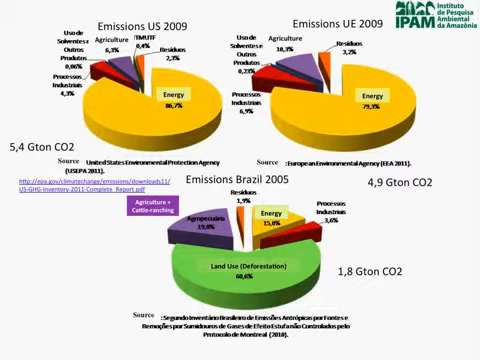 Emissions US 2009
Emissions UE 2009
Instituto
de Pesquisa
Ambiental
da Amazônia
IPAM
Uso de
Solventes e
Outros
Produtos
0,06%
Agriculture
6,3%
TMUTF
0,4%
Resíduos
2,3%
Processos
Industriais
4,3%
Energy
86,7%
Uso de
Solventes e
Outros
Produtos
0,23%
Agriculture
10,3%
Resíduos
3,2%
Processos
Industriais
6,9%
Energy
79,3%
5,4 Gton CO2
Source : United States Environmental Protection Agency
(USEPA 2011).
Source : European Environmental Agency (EEA 2011).
http://epa.gov/climatechange/emissions/downloads11/
US-GHG-Inventory-2011-Complete_Report.pdf
Emissions Brazil 2005
4,9 Gton CO2
Agriculture +
Cattle-ranching
Agropecuária
19,0%
Resíduos
1,9%
Energy
15,0%
Processos
Industriais
3,6%
Land Use (Deforestation)
60,6%
1,8 Gton CO2
Source : Segundo Inventário Brasileiro de Emissões Antrópicas por Fontes e
Remoções por Sumidouros de Gases de Efeito Estufa não Controlados pelo
Protocolo de Montreal (2010).